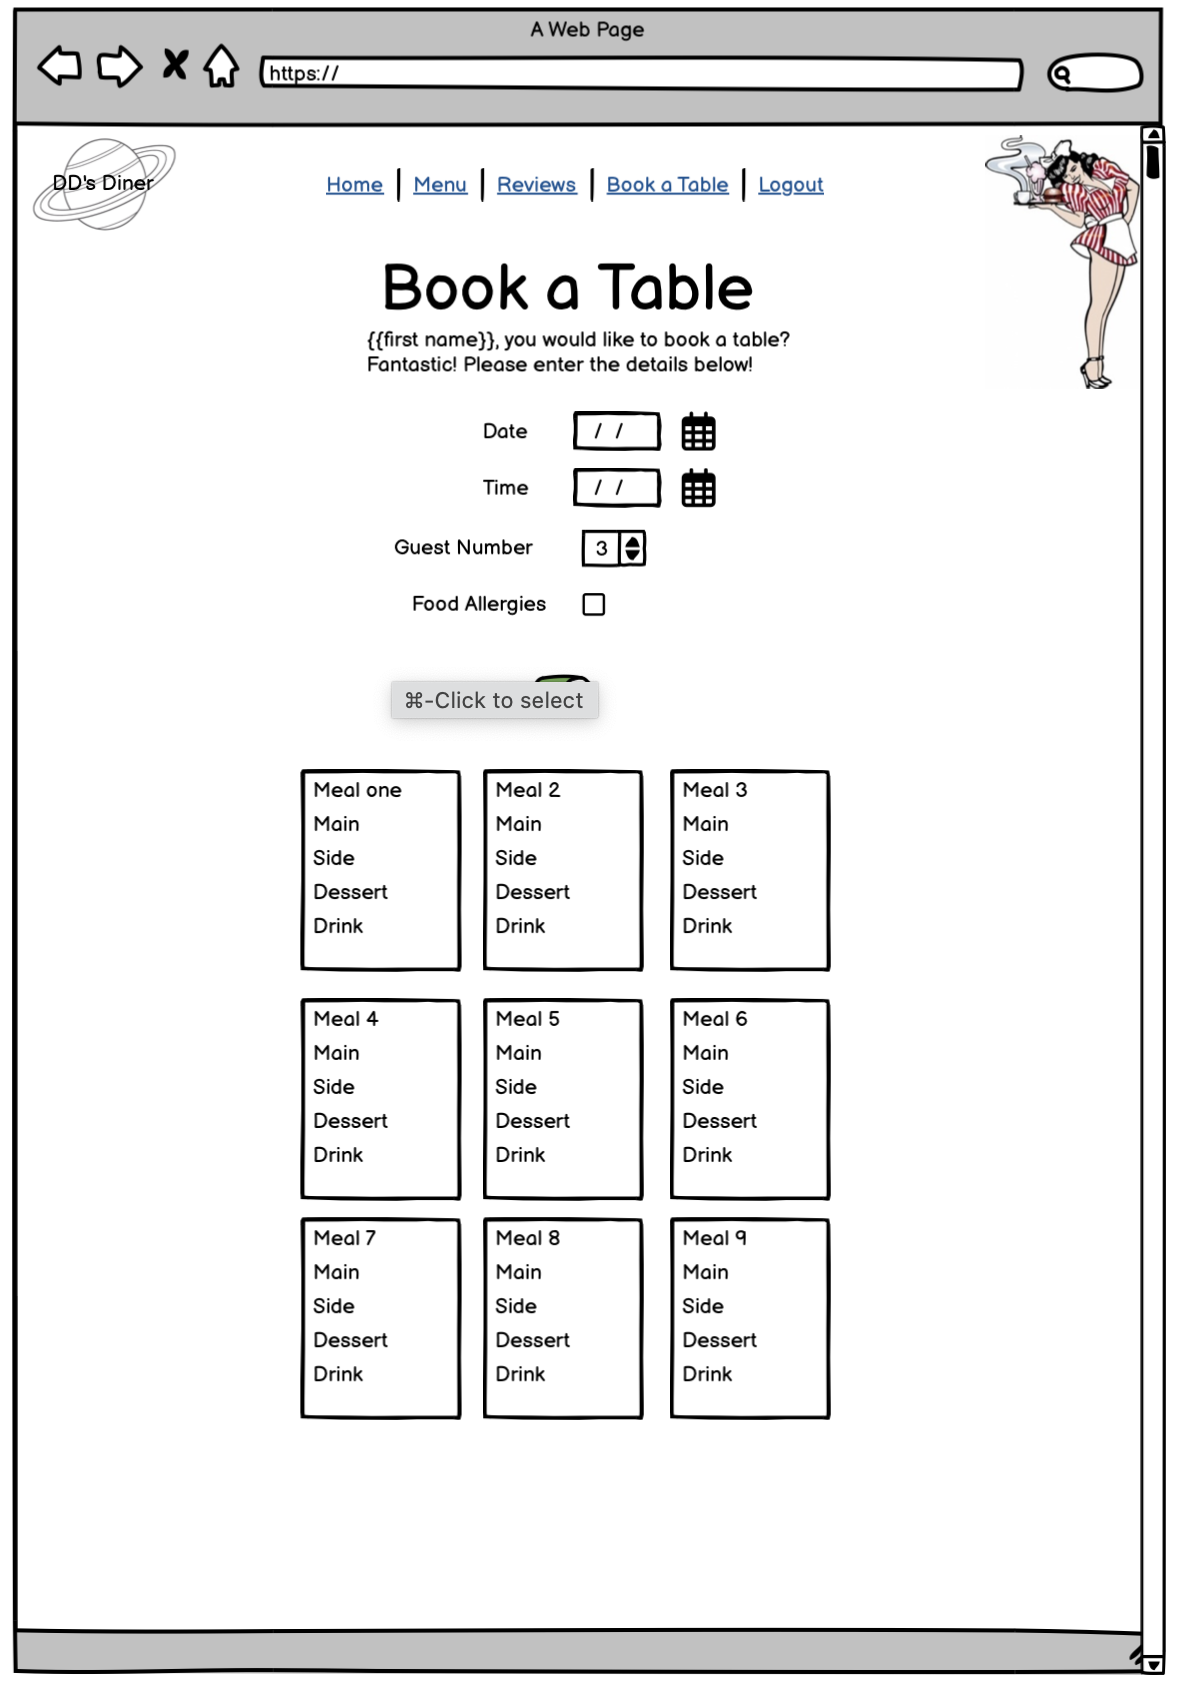 A Web Page
https://
DD's Diner
Home | Menu | Reviews | Book a Table | Logout
Book a Table
{{first name}}, you would like to book a table?
Fantastic! Please enter the details below!
Date / /
Time / /
Guest Number 3
Food Allergies
⌘-Click to select
Meal one
Main
Side
Dessert
Drink
Meal 2
Main
Side
Dessert
Drink
Meal 3
Main
Side
Dessert
Drink
Meal 4
Main
Side
Dessert
Drink
Meal 5
Main
Side
Dessert
Drink
Meal 6
Main
Side
Dessert
Drink
Meal 7
Main
Side
Dessert
Drink
Meal 8
Main
Side
Dessert
Drink
Meal 9
Main
Side
Dessert
Drink